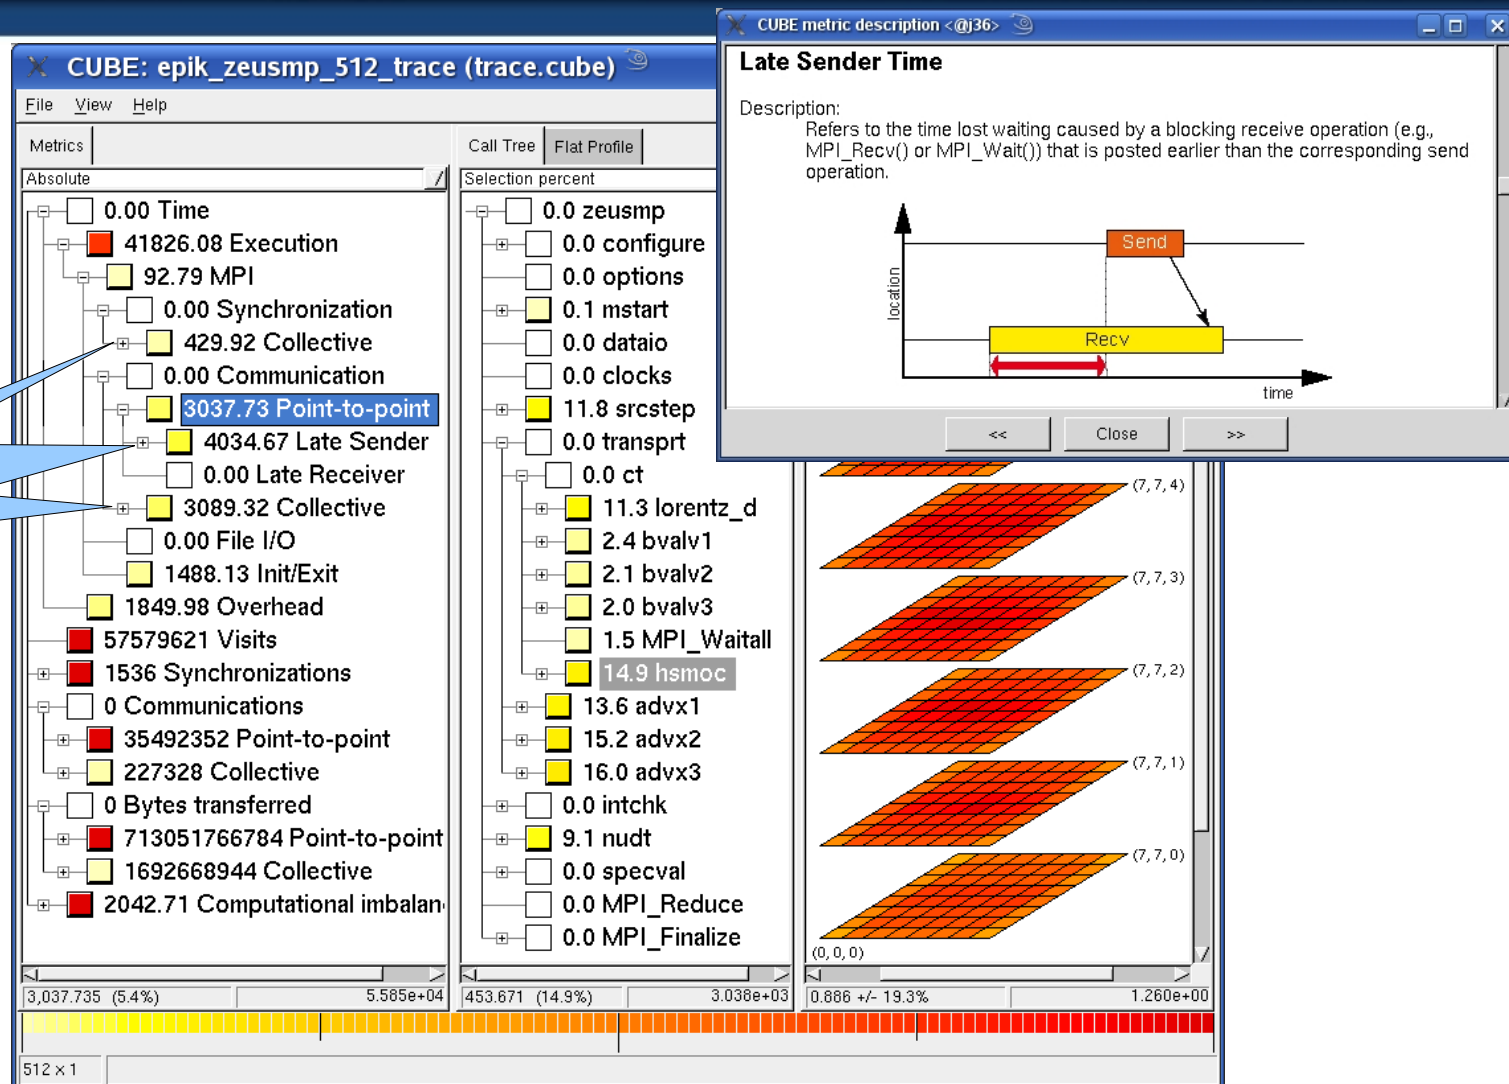 CUBE metric description <@j36>
Late Sender Time
Description:
Refers to the time lost waiting caused by a blocking receive operation (e.g.,
MPI_Recv() or MPI_Wait()) that is posted earlier than the corresponding send
operation.
Send
location
Recv
time
<<
Close
>>
CUBE: epik_zeusmp_512_trace (trace.cube)
File View Help
Metrics
Absolute
0.00 Time
41826.08 Execution
92.79 MPI
0.00 Synchronization
429.92 Collective
0.00 Communication
3037.73 Point-to-point
4034.67 Late Sender
0.00 Late Receiver
3089.32 Collective
0.00 File I/O
1488.13 Init/Exit
1849.98 Overhead
57579621 Visits
1536 Synchronizations
0 Communications
35492352 Point-to-point
227328 Collective
0 Bytes transferred
713051766784 Point-to-point
1692668944 Collective
2042.71 Computational imbalan
3,037.735 (5.4%)
5.585e+04
Call Tree
Flat Profile
Selection percent
0.0 zeusmp
0.0 configure
0.0 options
0.1 mstart
0.0 dataio
0.0 clocks
11.8 srcstep
0.0 transprt
0.0 ct
11.3 lorentz_d
2.4 bvalv1
2.1 bvalv2
2.0 bvalv3
1.5 MPI_Waitall
14.9 hsmoc
13.6 advx1
15.2 advx2
16.0 advx3
0.0 intchk
9.1 nudt
0.0 specval
0.0 MPI_Reduce
0.0 MPI_Finalize
453.671 (14.9%)
3.038e+03
(7, 7, 4)
(7, 7, 3)
(7, 7, 2)
(7, 7, 1)
(7, 7, 0)
(0, 0, 0)
0.886 +/- 19.3%
1.260e+00
512 x 1